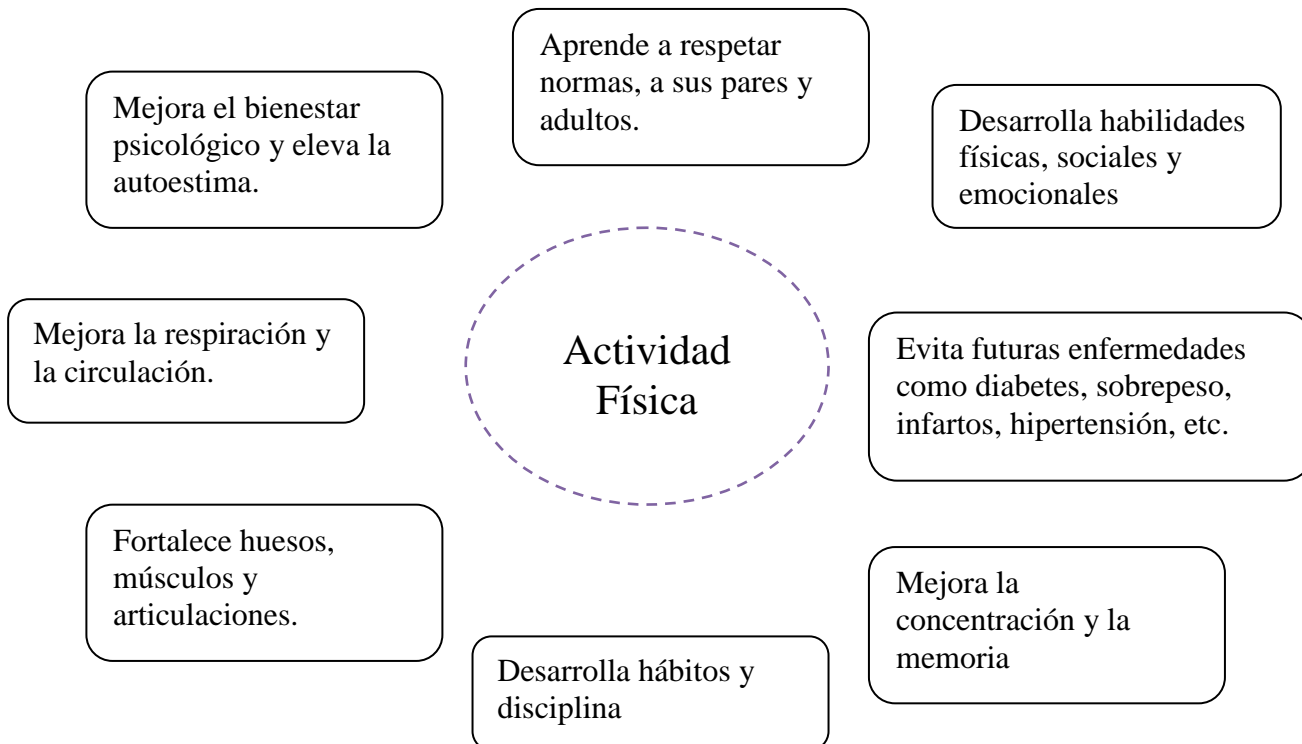 Aprende a respetar
normas, a sus pares y
adultos.
Mejora el bienestar
psicológico y eleva la
autoestima.
Desarrolla habilidades
físicas, sociales y
emocionales
Mejora la respiración y
la circulación.
Actividad
Física
Evita futuras enfermedades
como diabetes, sobrepeso,
infartos, hipertensión, etc.
Fortalece huesos,
músculos y
articulaciones.
Mejora la
concentración y la
memoria
Desarrolla hábitos y
disciplina